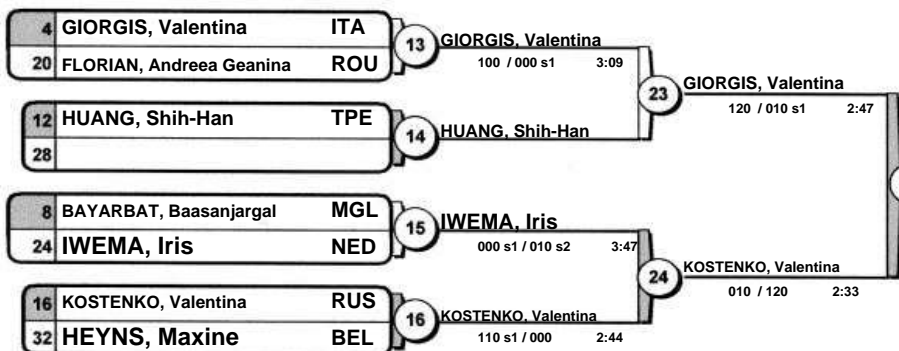 4 GIORGIS, Valentina ITA
20 FLORIAN, Andreea Geanina ROU
13
GIORGIS, Valentina
100 / 000 s1 3:09
12 HUANG, Shih-Han TPE
28
14
HUANG, Shih-Han
23
GIORGIS, Valentina
120 / 010 s1 2:47
8 BAYARBAT, Baasanjargal MGL
24 IWEMA, Iris NED
15
IWEMA, Iris
000 s1 / 010 s2 3:47
16 KOSTENKO, Valentina RUS
32 HEYNS, Maxine BEL
16
KOSTENKO, Valentina
110 s1 / 000 2:44
24
KOSTENKO, Valentina
010 / 120 2:33